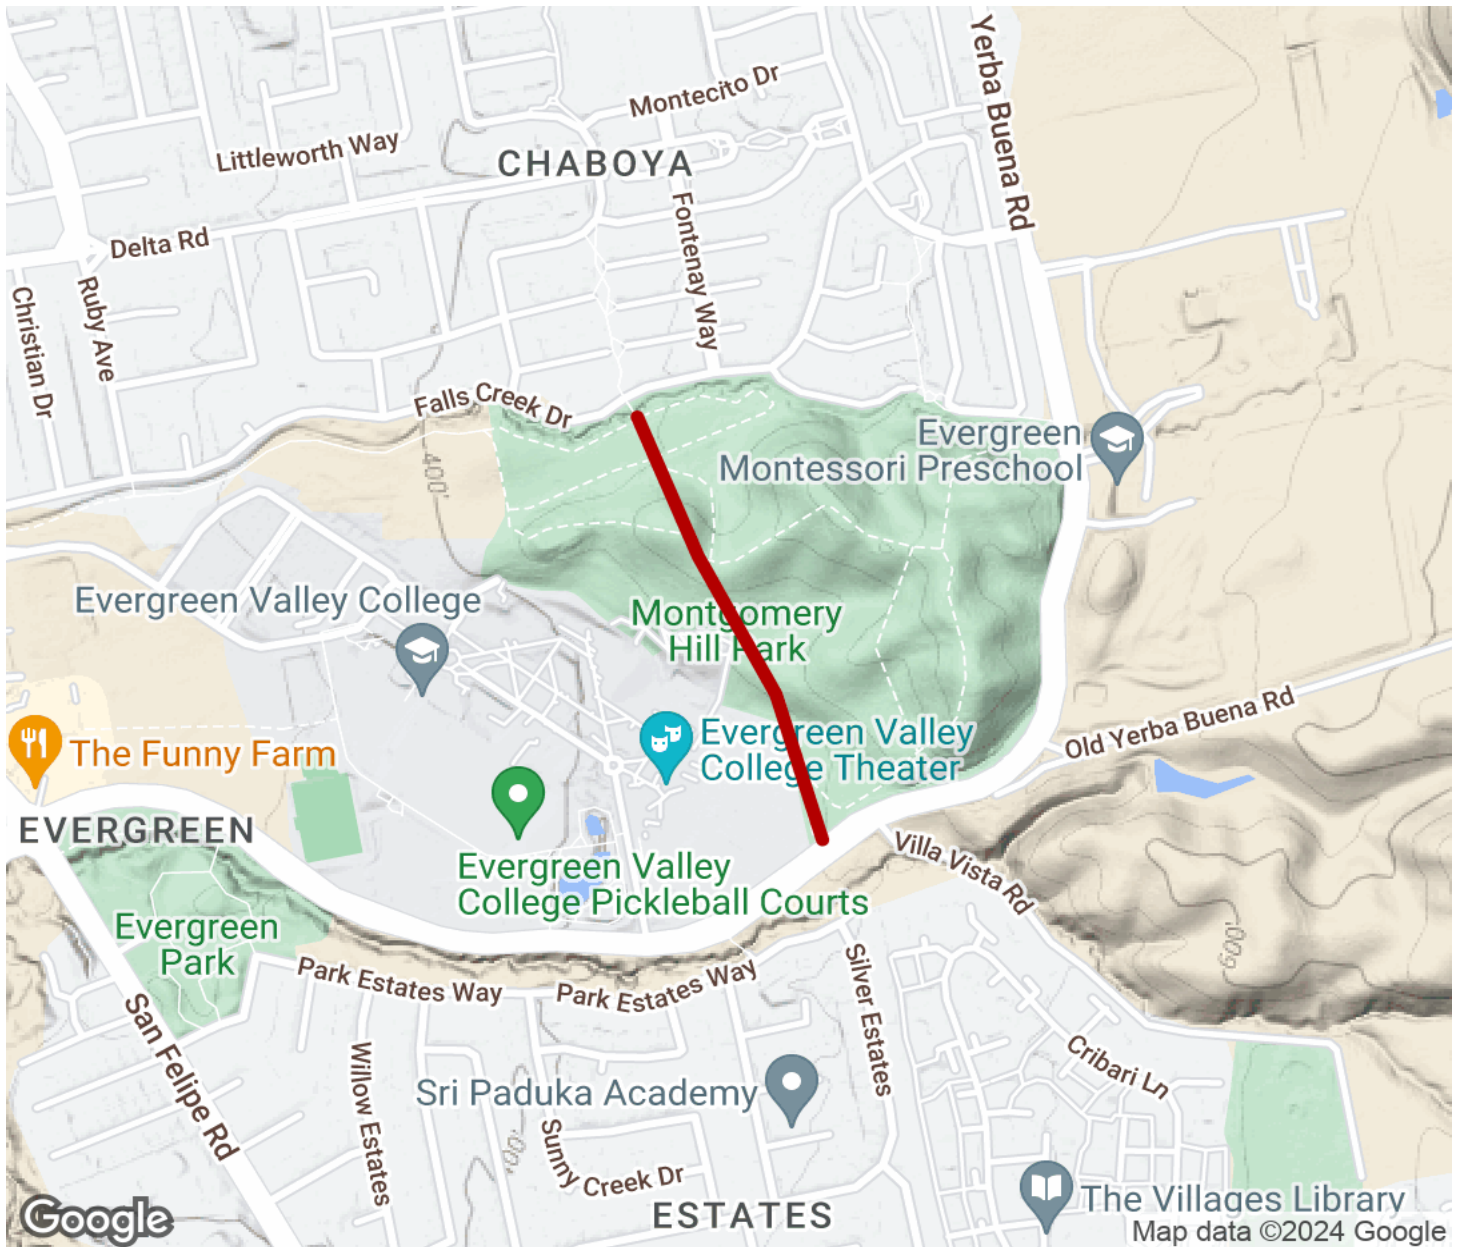 Yerba Buena Rd
Montecito Dr
Littleworth Way
CHABOYA
Fontenay Way
Delta Rd
Ruby Ave
Christian Dr
Falls Creek Dr
400'
Evergreen
Montessori Preschool
Evergreen Valley College
Montgomery
Hill Park
Old Yerba Buena Rd
Evergreen Valley
College Theater
The Funny Farm
EVERGREEN
Villa Vista Rd
Evergreen Valley
College Pickleball Courts
Evergreen
Park
600'
Park Estates Way
Park Estates Way
Silver Estates
San Felipe Rd
Willow Estates
Cribari Ln
Sri Paduka Academy
Sunny Creek Dr
The Villages Library
ESTATES
Google
Map data ©2024 Google